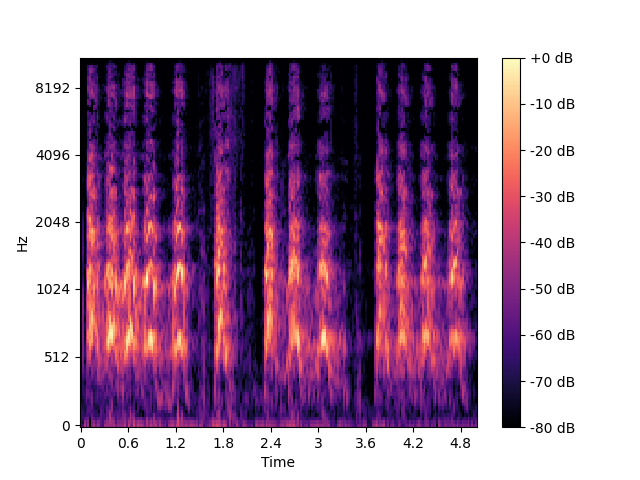 +0 dB
8192
-10 dB
4096
-20 dB
-30 dB
2048
Hz
-40 dB
1024
-50 dB
512
-60 dB
-70 dB
0
-80 dB
0 0.6 1.2 1.8 2.4 3 3.6 4.2 4.8
Time